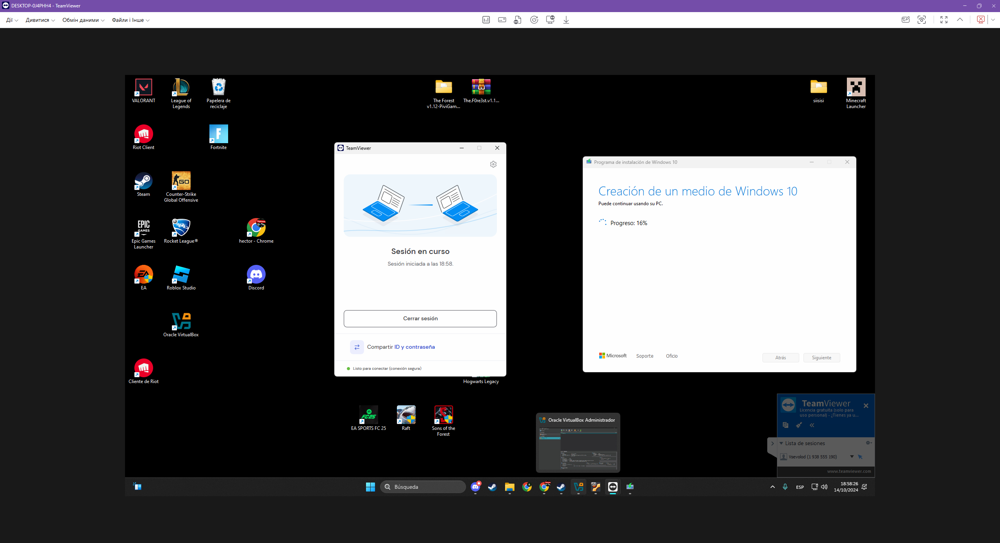 DESKTOP-0J4PHH4 - TeamViewer
Дії
Дивитися
Обмін даними
Файли і Інше
VALORANT
League of
Legends
Papelera de
reciclaje
The Forest
v1.12-PiviGam...
The.F0re3st.v1.1...
siisisi
Minecraft
Launcher
Riot Client
Fortnite
Steam
Counter-Strike
Global Offensive
GO
EPIC
GAMES
Epic Games
Launcher
Rocket League®
Supreme
hector - Chrome
EA
Roblox Studio
Discord
Oracle VirtualBox
Cliente de Riot
TeamViewer
Sesión en curso
Sesión iniciada a las 18:58.
Cerrar sesión
Compartir ID y contraseña
Listo para conectar (conexión segura)
Hogwarts Legacy
FC25
EA SPORTS FC 25
Raft
Sons of the
Forest
Programa de instalación de Windows 10
Creación de un medio de Windows 10
Puede continuar usando su PC.
Progreso: 16%
Microsoft
Soporte
Oficio
Atrás
Siguiente
Oracle VirtualBox Administrador
TeamViewer
Licencia gratuita (solo para
uso personal) - ¿Tienes ya u...
Lista de sesiones
Vsevolod (1 938 555 190)
www.teamviewer.com
Búsqueda
ESP
18:58:26
14/10/2024